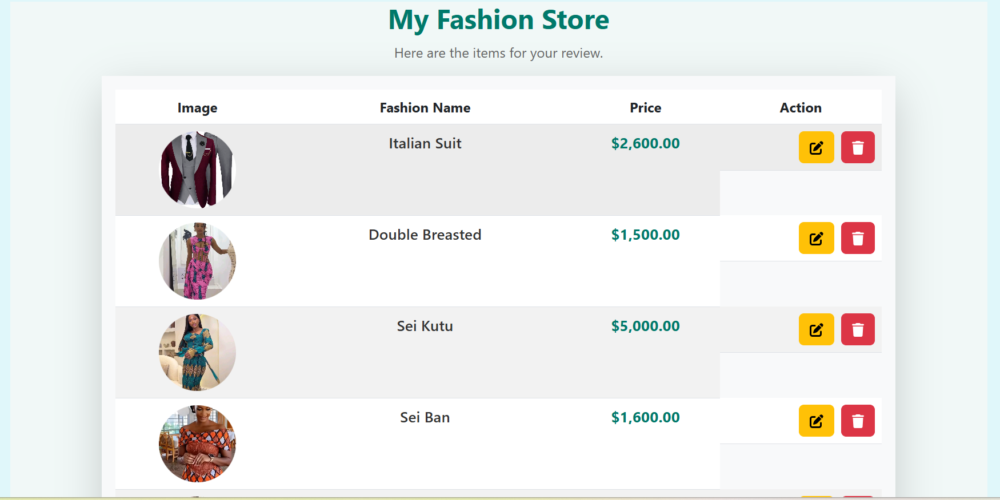 My Fashion Store
Here are the items for your review.
Image Fashion Name Price Action
Italian Suit $2,600.00
Double Breasted $1,500.00
Sei Kutu $5,000.00
Sei Ban $1,600.00